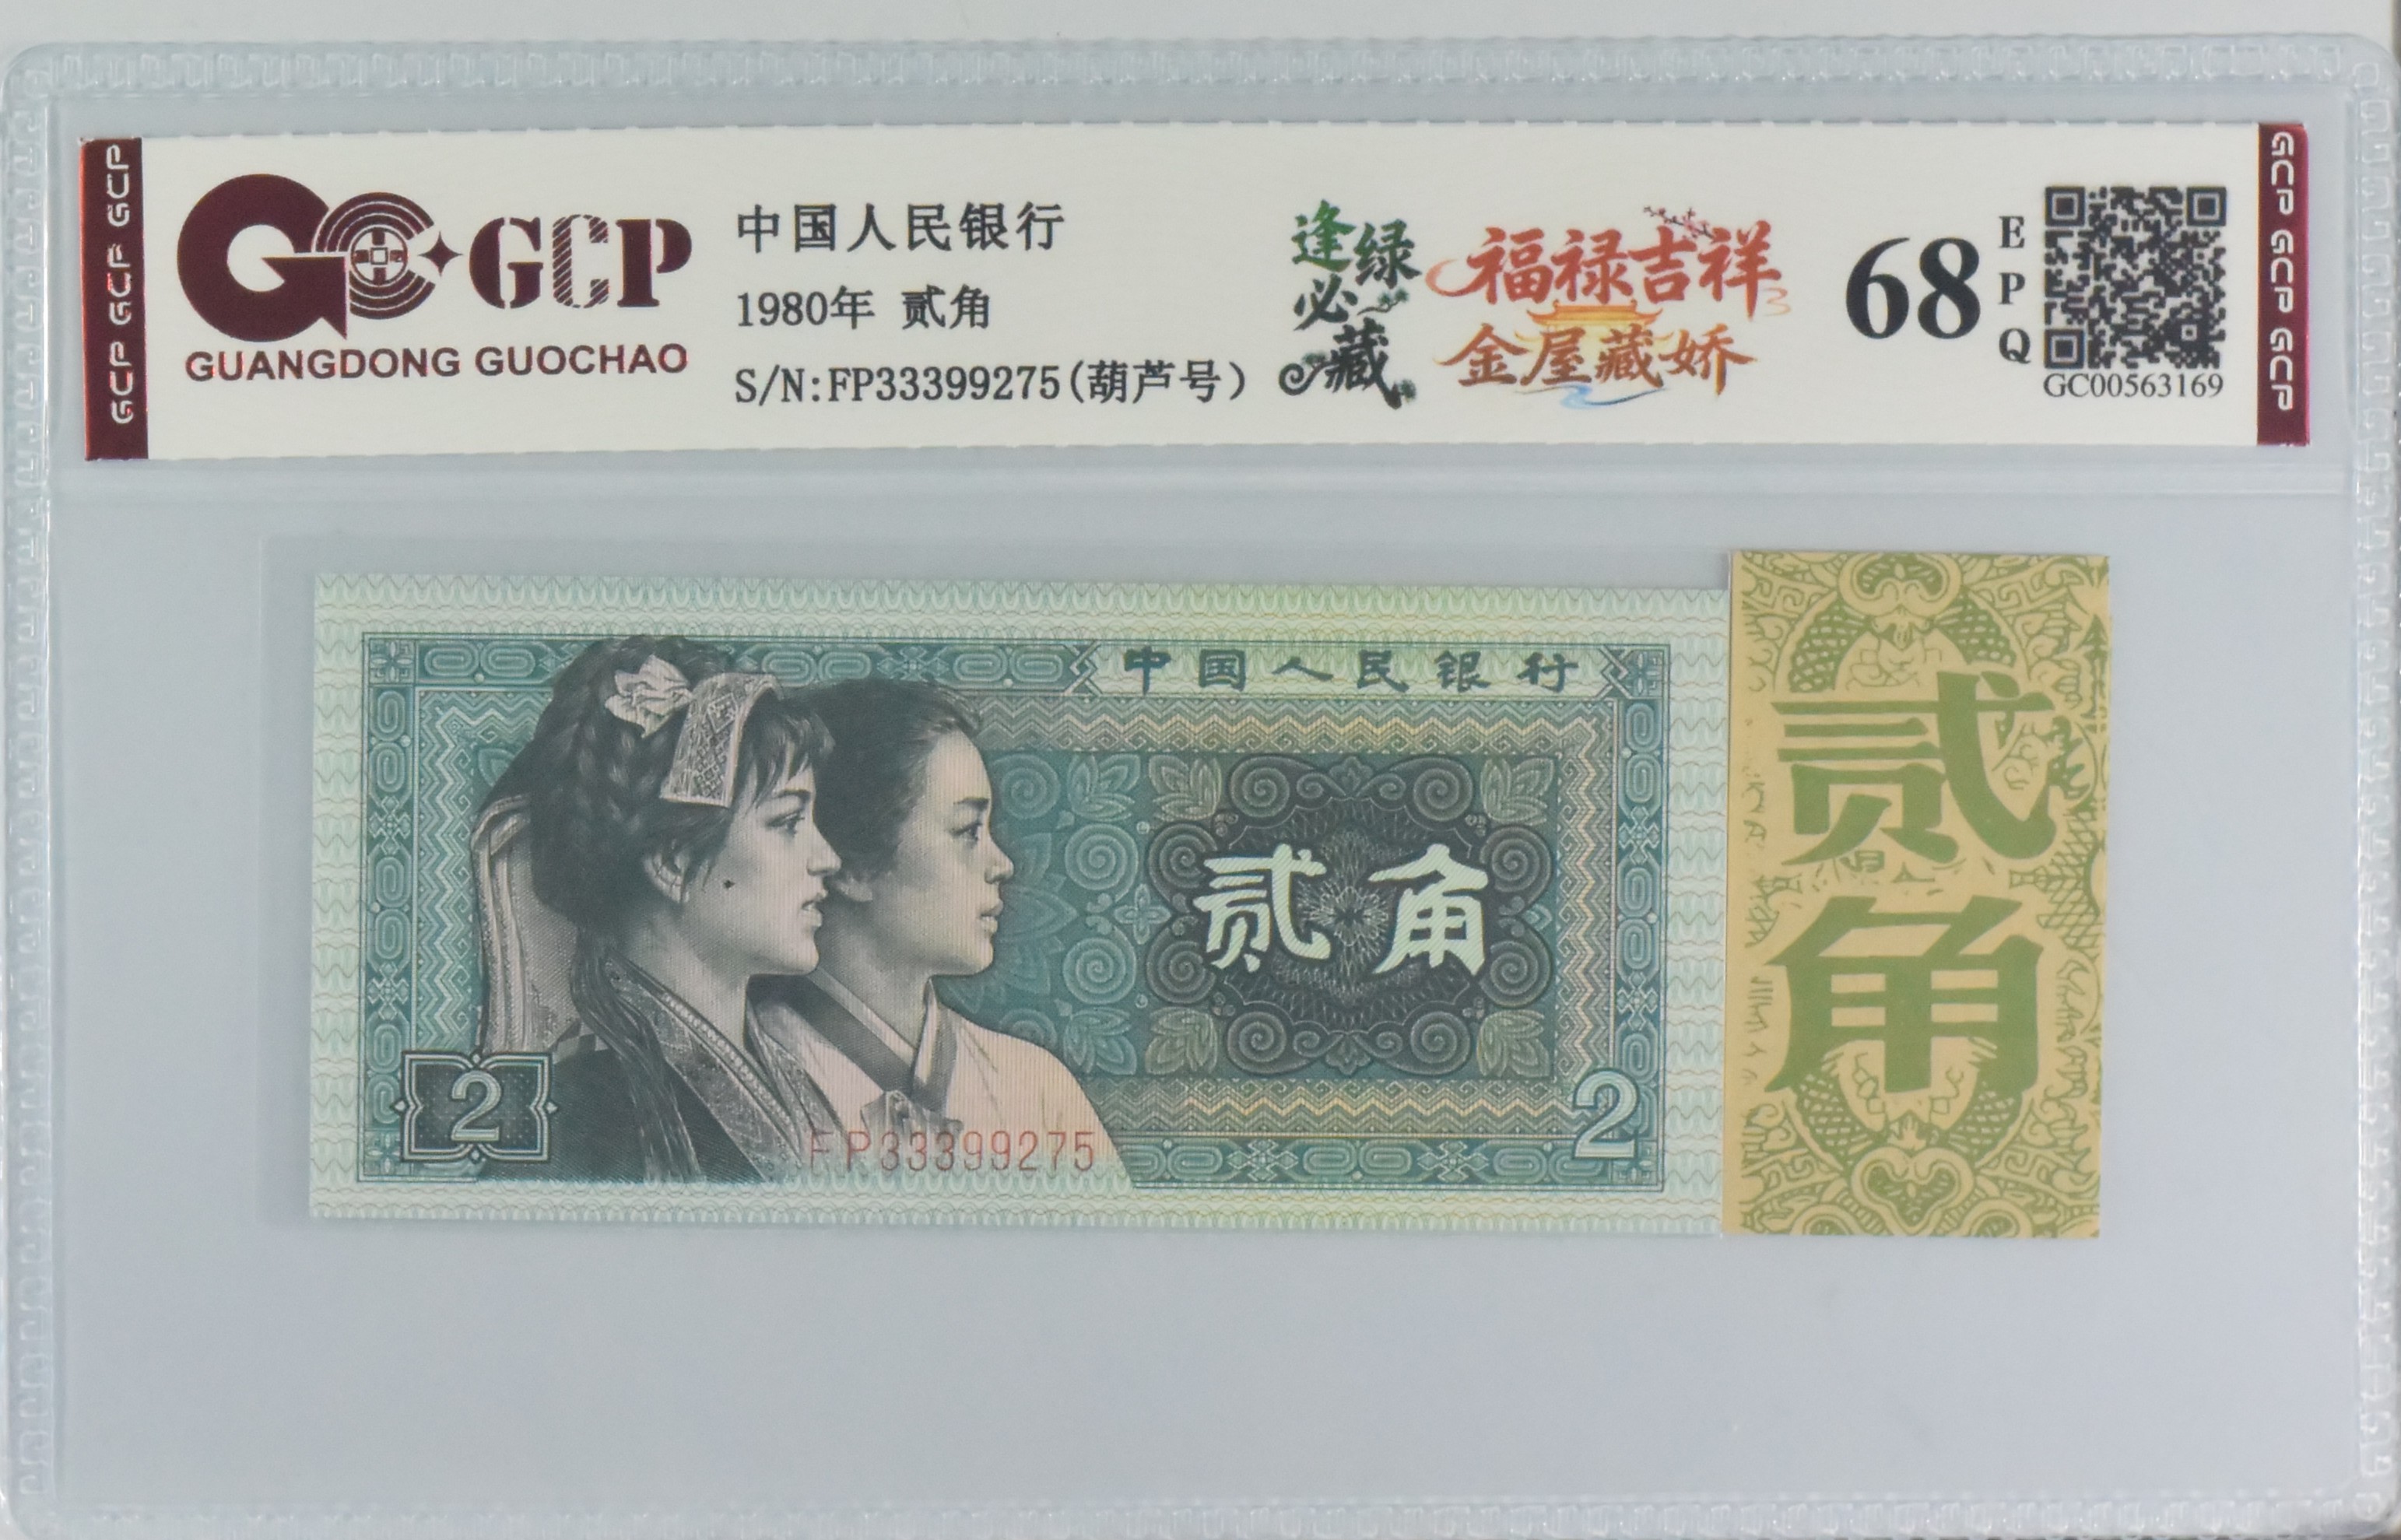 GCP GCP GCP
GCP
GUANGDONG GUOCHAO
中国人民银行
1980年 贰角
S/N:FP33399275(葫芦号)
逢绿
必藏
福禄吉祥
金屋藏娇
68
EPQ
GC00563169
GCP GCP GCP
中国人民银行
贰角
2
2
FP33399275
贰角